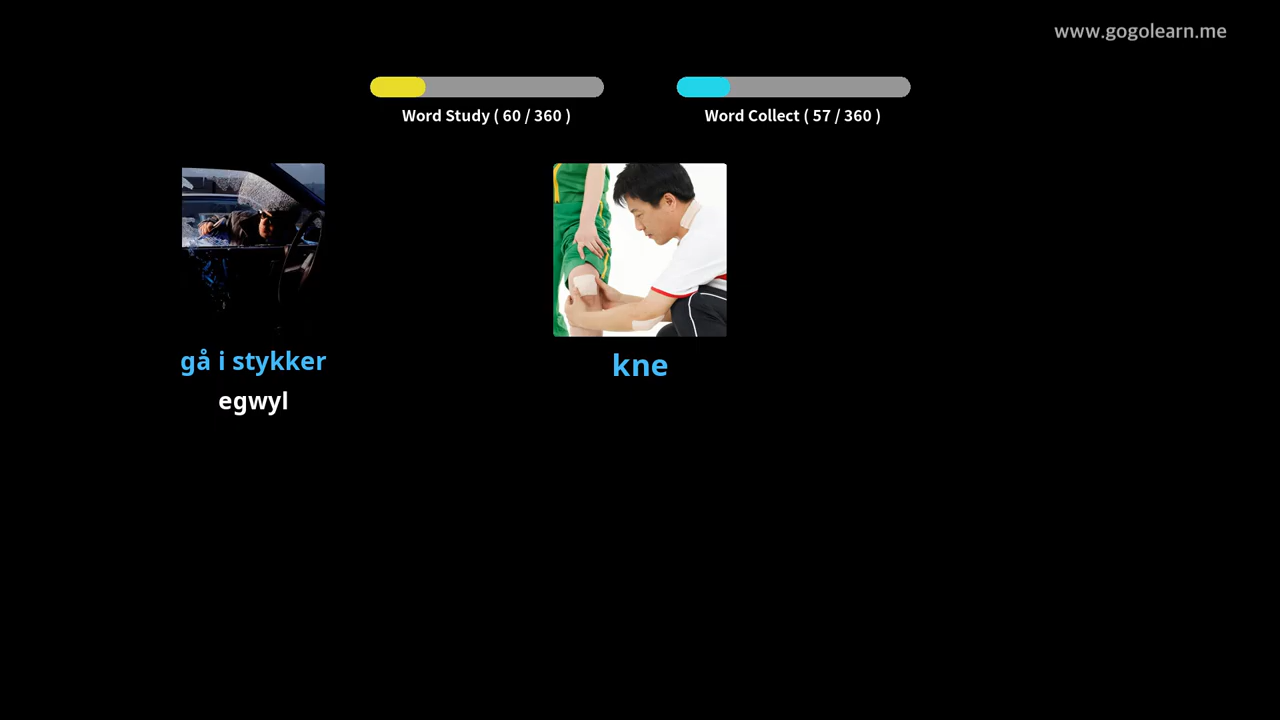 www.gogolearn.me
Word Study ( 60 / 360 )
Word Collect ( 57 / 360 )
gå i stykker
egwyl
kne